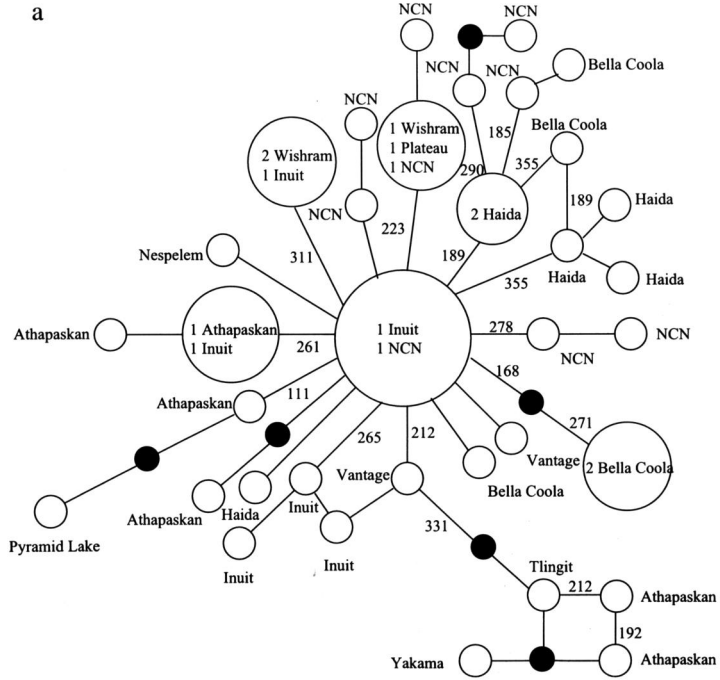 a
NCN
NCN
NCN
NCN
Bella Coola
NCN
Bella Coola
1 Wishram
1 Plateau
1 NCN
2 Wishram
1 Inuit
185
290
355
NCN
2 Haida
189
Haida
223
189
Nespelem
311
355
Haida
Haida
1 Inuit
1 NCN
278
NCN
NCN
Athapaskan
1 Athapaskan
1 Inuit
261
168
Athapaskan
111
271
265
212
Vantage
2 Bella Coola
Vantage
Bella Coola
Athapaskan
Haida
Inuit
Pyramid Lake
331
Inuit
Inuit
Tlingit
212
Athapaskan
192
Yakama
Athapaskan